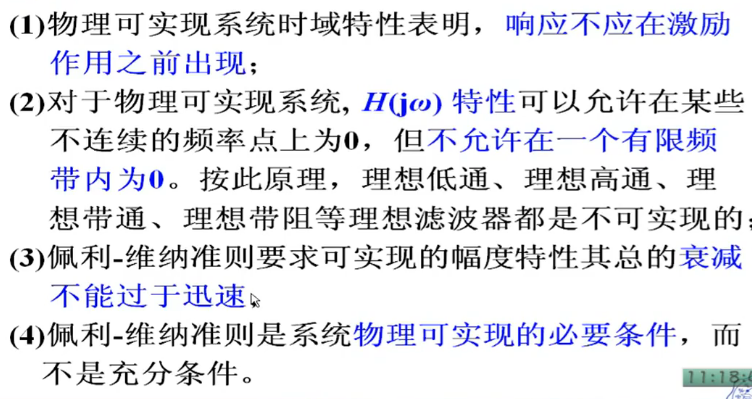 (1)物理可实现系统时域特性表明，响应不应在激励
作用之前出现；
(2)对于物理可实现系统, H(jω) 特性可以允许在某些
不连续的频率点上为0，但不允许在一个有限频
带内为0。按此原理，理想低通、理想高通、理
想带通、理想带阻等理想滤波器都是不可实现的；
(3)佩利-维纳准则要求可实现的幅度特性其总的衰减
不能过于迅速。
(4)佩利-维纳准则是系统物理可实现的必要条件，而
不是充分条件。
11:18: